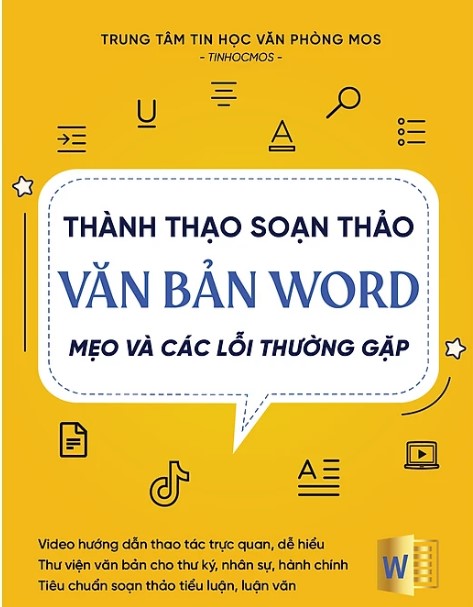 TRUNG TÂM TIN HỌC VĂN PHÒNG MOS
- TINHOCMOS -
U
A
THÀNH THẠO SOẠN THẢO
VĂN BẢN WORD
MẸO VÀ CÁC LỖI THƯỜNG GẶP
A
Video hướng dẫn thao tác trực quan, dễ hiểu
Thư viện văn bản cho thư ký, nhân sự, hành chính
Tiêu chuẩn soạn thảo tiểu luận, luận văn
W